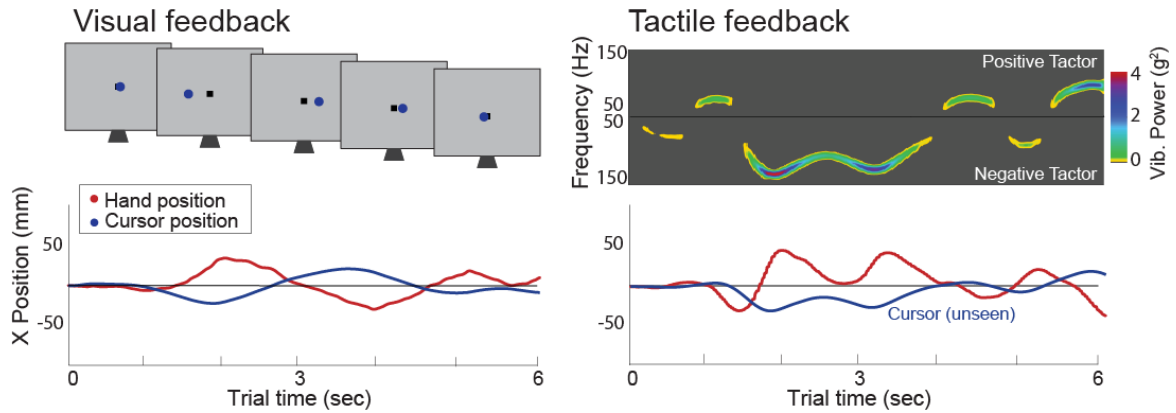 Visual feedback
Hand position
Cursor position
X Position (mm)
50
-50
0
3
6
Trial time (sec)
Tactile feedback
Frequency (Hz)
150
50
50
150
Positive Tactor
Negative Tactor
4
2
0
Vib. Power (g²)
50
-50
Cursor (unseen)
0
3
6
Trial time (sec)